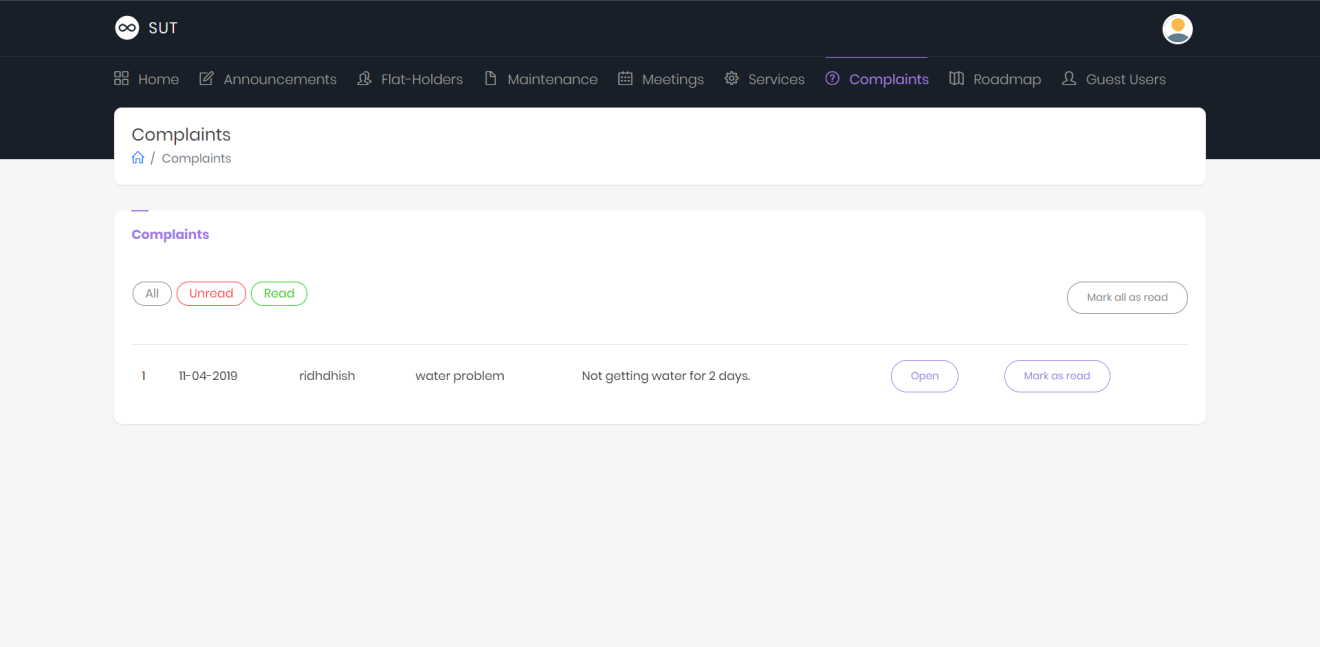 SUT
Home Announcements Flat-Holders Maintenance Meetings Services Complaints Roadmap Guest Users
Complaints
/ Complaints
Complaints
All Unread Read Mark all as read
1 11-04-2019 ridhdhish water problem Not getting water for 2 days. Open Mark as read